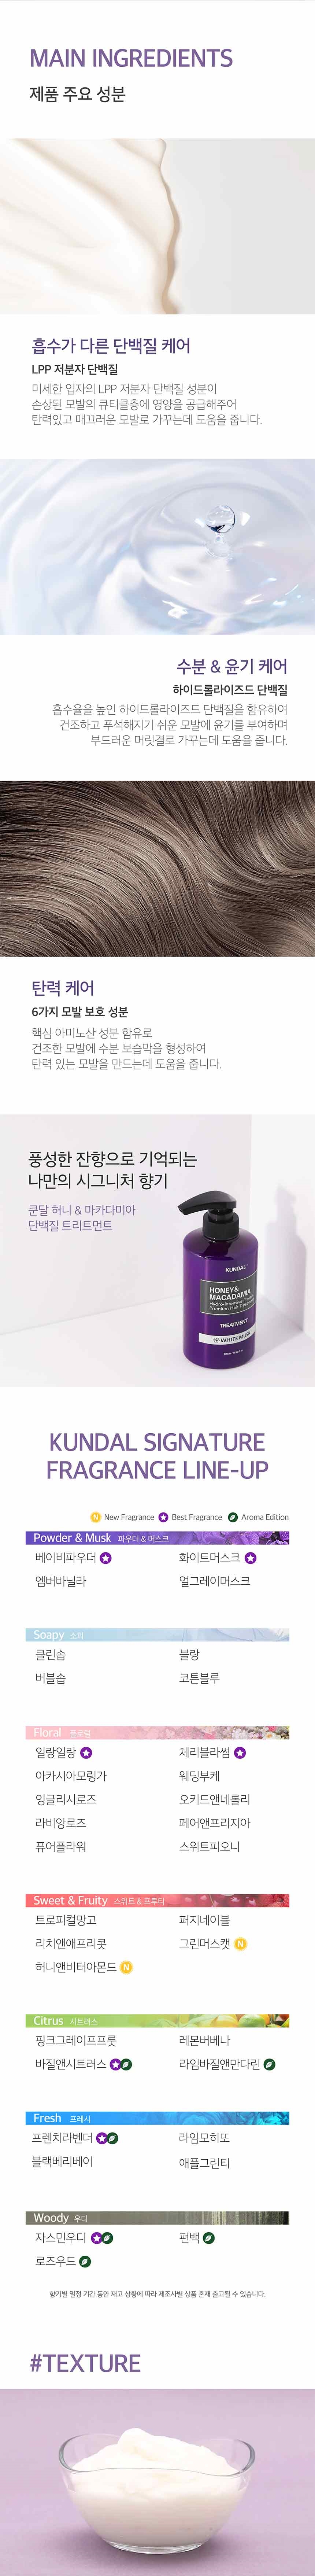 MAIN INGREDIENTS
제품 주요 성분
흡수가 다른 단백질 케어
LPP 저분자 단백질
미세한 입자의 LPP 저분자 단백질 성분이
손상된 모발의 큐티클층에 영양을 공급해주어
탄력있고 매끄러운 모발로 가꾸는데 도움을 줍니다.
수분 & 윤기 케어
하이드롤라이즈드 단백질
흡수율을 높인 하이드롤라이즈드 단백질을 함유하여
건조하고 푸석해지기 쉬운 모발에 윤기를 부여하며
부드러운 머릿결로 가꾸는데 도움을 줍니다.
탄력 케어
6가지 모발 보호 성분
핵심 아미노산 성분 함유로
건조한 모발에 수분 보습막을 형성하여
탄력 있는 모발을 만드는데 도움을 줍니다.
풍성한 잔향으로 기억되는
나만의 시그니처 향기
쿤달 허니 & 마카다미아
단백질 트리트먼트
KUNDAL
HONEY&
MACADAMIA
Hydro-Intensive Protein
Premium Hair Treatment
TREATMENT
WHITE MUSK
KUNDAL SIGNATURE
FRAGRANCE LINE-UP
N New Fragrance Best Fragrance Aroma Edition
Powder & Musk 파우더 & 머스크
베이비파우더 화이트머스크
엠버바닐라 얼그레이머스크
Soapy 소피
클린솝 블랑
버블솝 코튼블루
Floral 플로럴
일랑일랑 체리블라썸
아카시아모링가 웨딩부케
잉글리시로즈 오키드앤네롤리
라비앙로즈 페어앤프리지아
퓨어플라워 스위트피오니
Sweet & Fruity 스위트 & 프루티
트로피컬망고 퍼지네이블
리치앤애프리콧 그린머스캣 N
허니앤비터아몬드 N
Citrus 시트러스
핑크그레이프프룻 레몬버베나
바질앤시트러스 라임바질앤만다린
Fresh 프레시
프렌치라벤더 라임모히또
블랙베리베이 애플그린티
Woody 우디
자스민우디 편백
로즈우드
향기별 일정 기간 동안 재고 상황에 따라 제조사별 상품 혼재 출고될 수 있습니다.
#TEXTURE